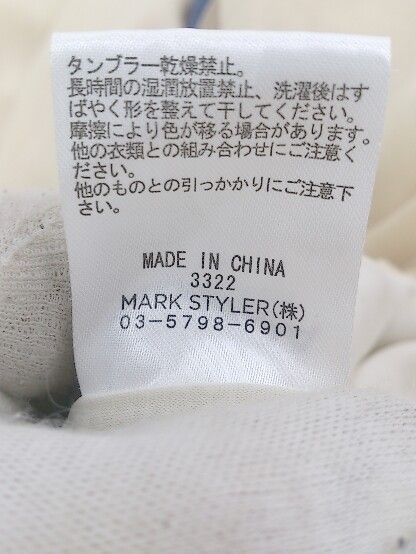 タンブラー乾燥禁止。
長時間の湿潤放置禁止、洗濯後はす
ばやく形を整えて干してください。
摩擦により色が移る場合があります。
他の衣類との組み合わせにご注意く
ださい。
他のものとの引っかかりにご注意下
さい。
MADE IN CHINA
3322
MARK STYLER(株)
03-5798-6901